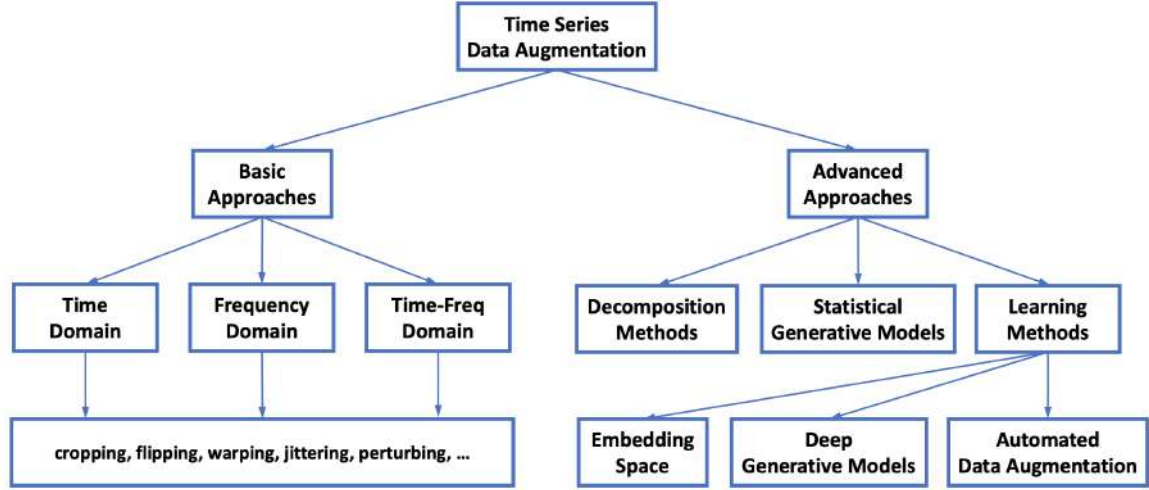 Time Series
Data Augmentation
Basic
Approaches
Advanced
Approaches
Time
Domain
Frequency
Domain
Time-Freq
Domain
Decomposition
Methods
Statistical
Generative Models
Learning
Methods
cropping, flipping, warping, jittering, perturbing, ...
Embedding
Space
Deep
Generative Models
Automated
Data Augmentation